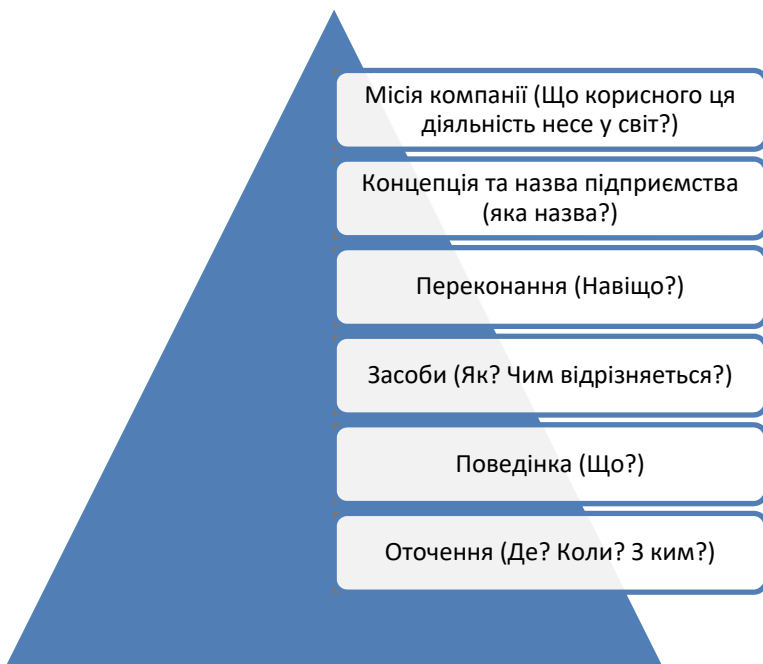 Місія компанії (Що корисного ця
діяльність несе у світ?)
Концепція та назва підприємства
(яка назва?)
Переконання (Навіщо?)
Засоби (Як? Чим відрізняеться?)
Поведінка (Що?)
Оточення (Де? Коли? З ким?)